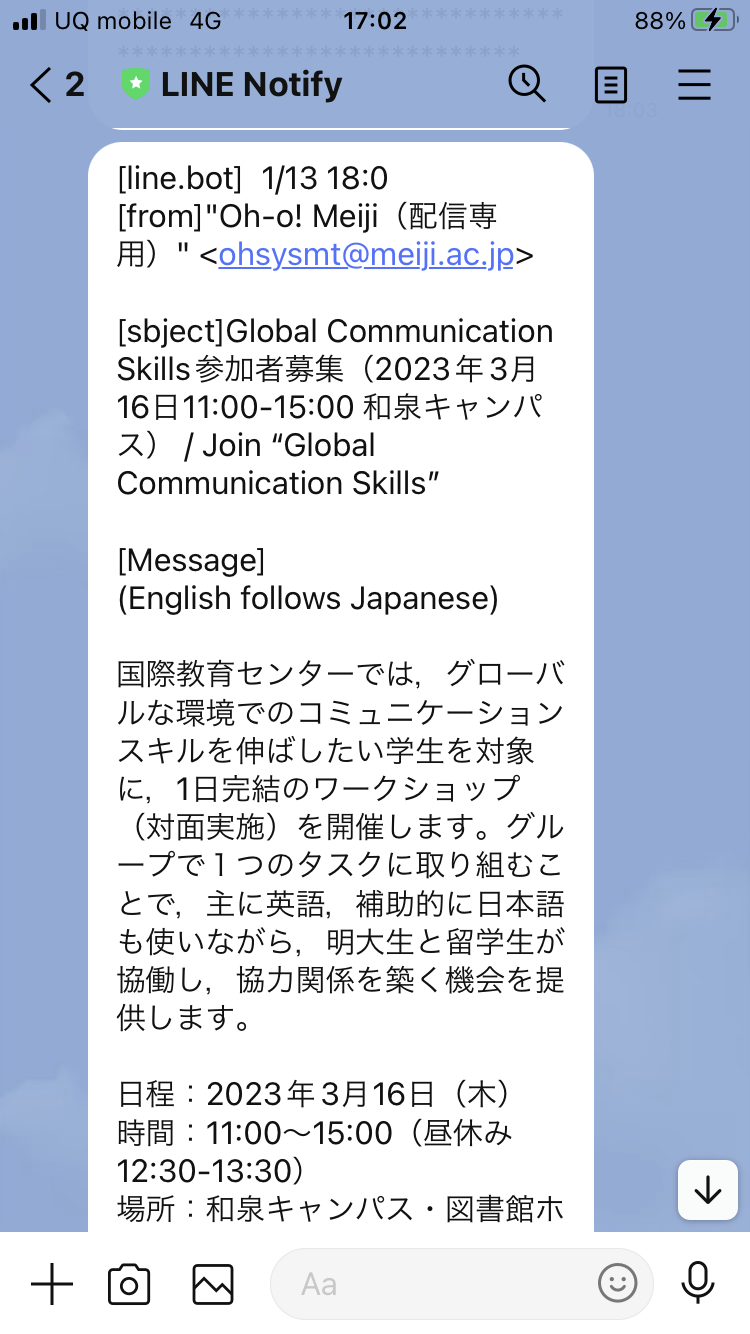 UQ mobile 4G 17:02 88%
****************************
*************************
2 LINE Notify
18:03
[line.bot] 1/13 18:0
[from]"Oh-o! Meiji（配信専
用）" <ohsysmt@meiji.ac.jp>
[sbject]Global Communication
Skills参加者募集（2023年3月
16日11:00-15:00 和泉キャンパ
ス） / Join “Global
Communication Skills”
[Message]
(English follows Japanese)
国際教育センターでは，グローバ
ルな環境でのコミュニケーション
スキルを伸ばしたい学生を対象
に，1日完結のワークショップ
（対面実施）を開催します。グル
ープで１つのタスクに取り組むこ
とで，主に英語，補助的に日本語
も使いながら，明大生と留学生が
協働し，協力関係を築く機会を提
供します。
日程：2023年3月16日（木）
時間：11:00～15:00（昼休み
12:30-13:30）
場所：和泉キャンパス・図書館ホ
Aa